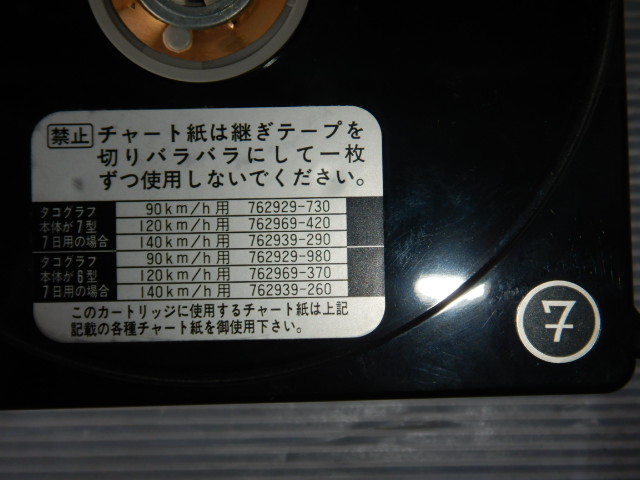 禁止 チャート紙は継ぎテープを
切りバラバラにして一枚
ずつ使用しないでください。
タコグラフ 90km/h用 762929-730
本体が7型 120km/h用 762969-420
7日用の場合 140km/h用 762939-290
タコグラフ 90km/h用 762929-980
本体が6型 120km/h用 762969-370
7日用の場合 140km/h用 762939-260
このカートリッジに使用するチャート紙は上記
記載の各種チャート紙を御使用下さい。
7